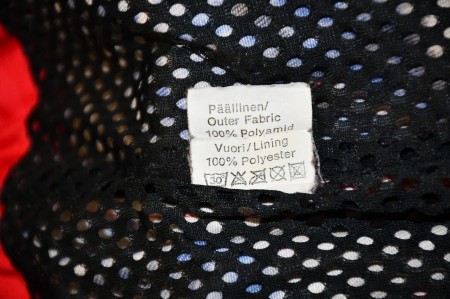 Päällinen/
Outer Fabric
100% Polyamid
Vuori/Lining
100% Polyester
30